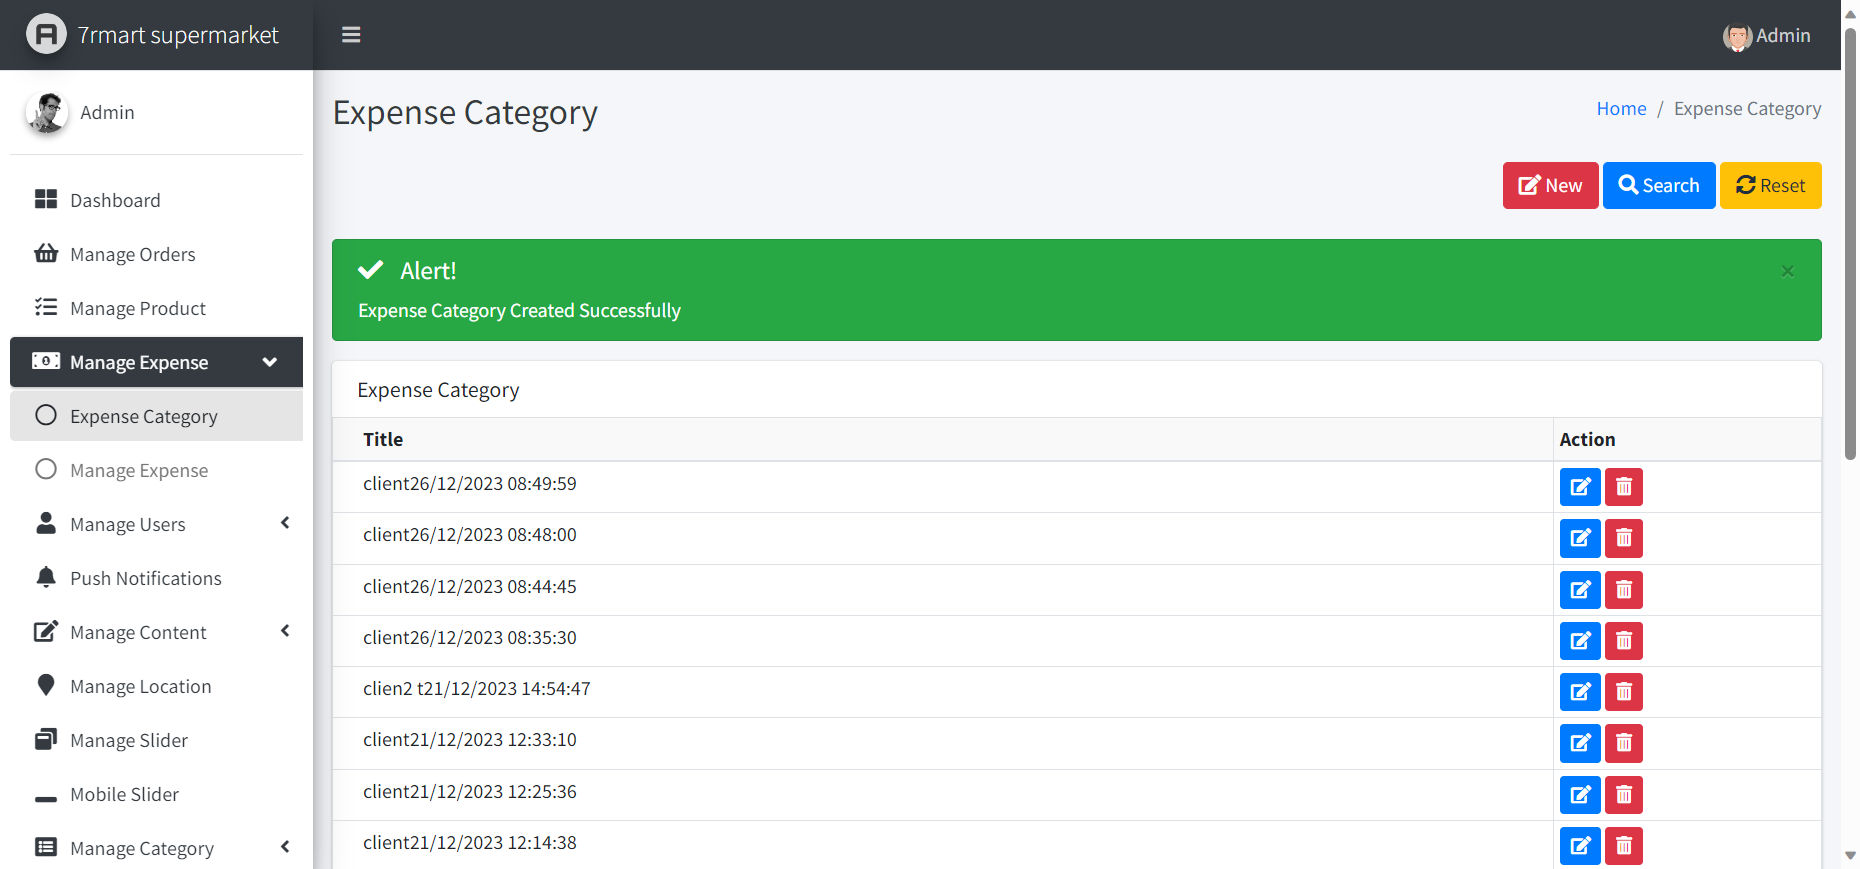 7rmart supermarket
Admin
Admin
Dashboard
Manage Orders
Manage Product
Manage Expense
Expense Category
Manage Expense
Manage Users
Push Notifications
Manage Content
Manage Location
Manage Slider
Mobile Slider
Manage Category
Expense Category
Home / Expense Category
New Search Reset
Alert! ×
Expense Category Created Successfully
Expense Category
Title Action
client26/12/2023 08:49:59
client26/12/2023 08:48:00
client26/12/2023 08:44:45
client26/12/2023 08:35:30
clien2 t21/12/2023 14:54:47
client21/12/2023 12:33:10
client21/12/2023 12:25:36
client21/12/2023 12:14:38